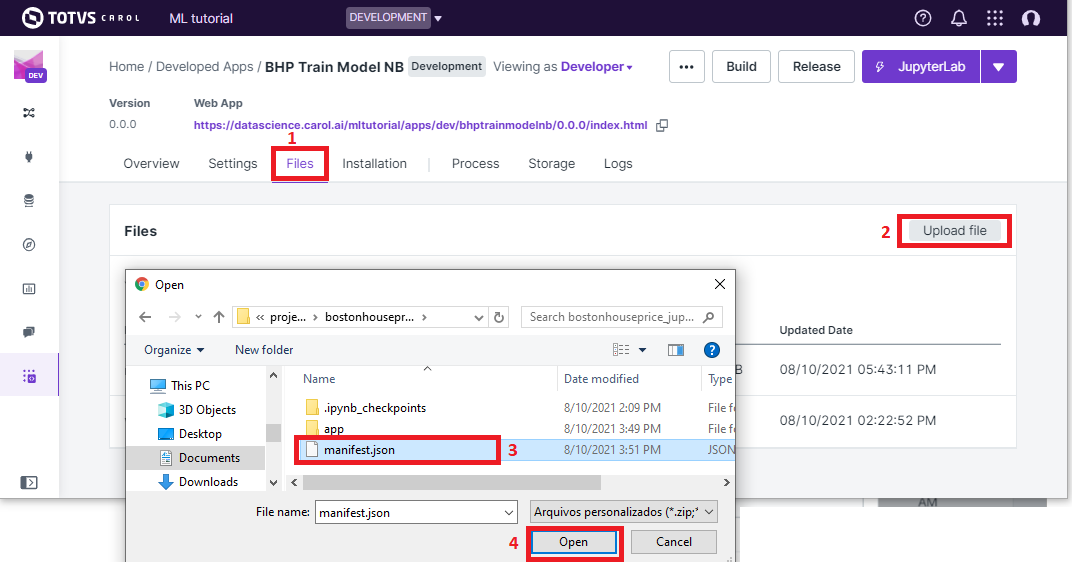 TOTVS CAROL ML tutorial DEVELOPMENT
DEV
Home / Developed Apps / BHP Train Model NB Development Viewing as Developer
... Build Release JupyterLab
Version Web App
0.0.0 https://datascience.carol.ai/mltutorial/apps/dev/bhptrainmodelnb/0.0.0/index.html
1
Overview Settings Files Installation | Process Storage Logs
Files 2 Upload file
Open
« proje... › bostonhousepr... › Search bostonhouseprice_jup...
Updated Date
Organize New folder
This PC Name Date modified Type
B 08/10/2021 05:43:11 PM
3D Objects .ipynb_checkpoints 8/10/2021 2:09 PM File f
Desktop app 8/10/2021 3:49 PM File f
08/10/2021 02:22:52 PM
Documents manifest.json 3 8/10/2021 3:51 PM JSON
Downloads
AM
File name: manifest.json Arquivos personalizados (*.zip;*
4 Open Cancel